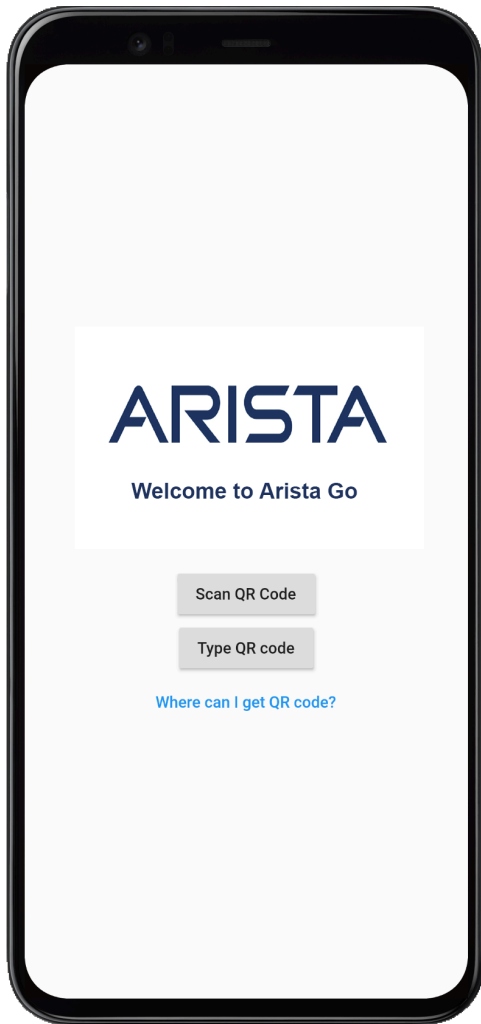 ARISTA
Welcome to Arista Go
Scan QR Code
Type QR code
Where can I get QR code?